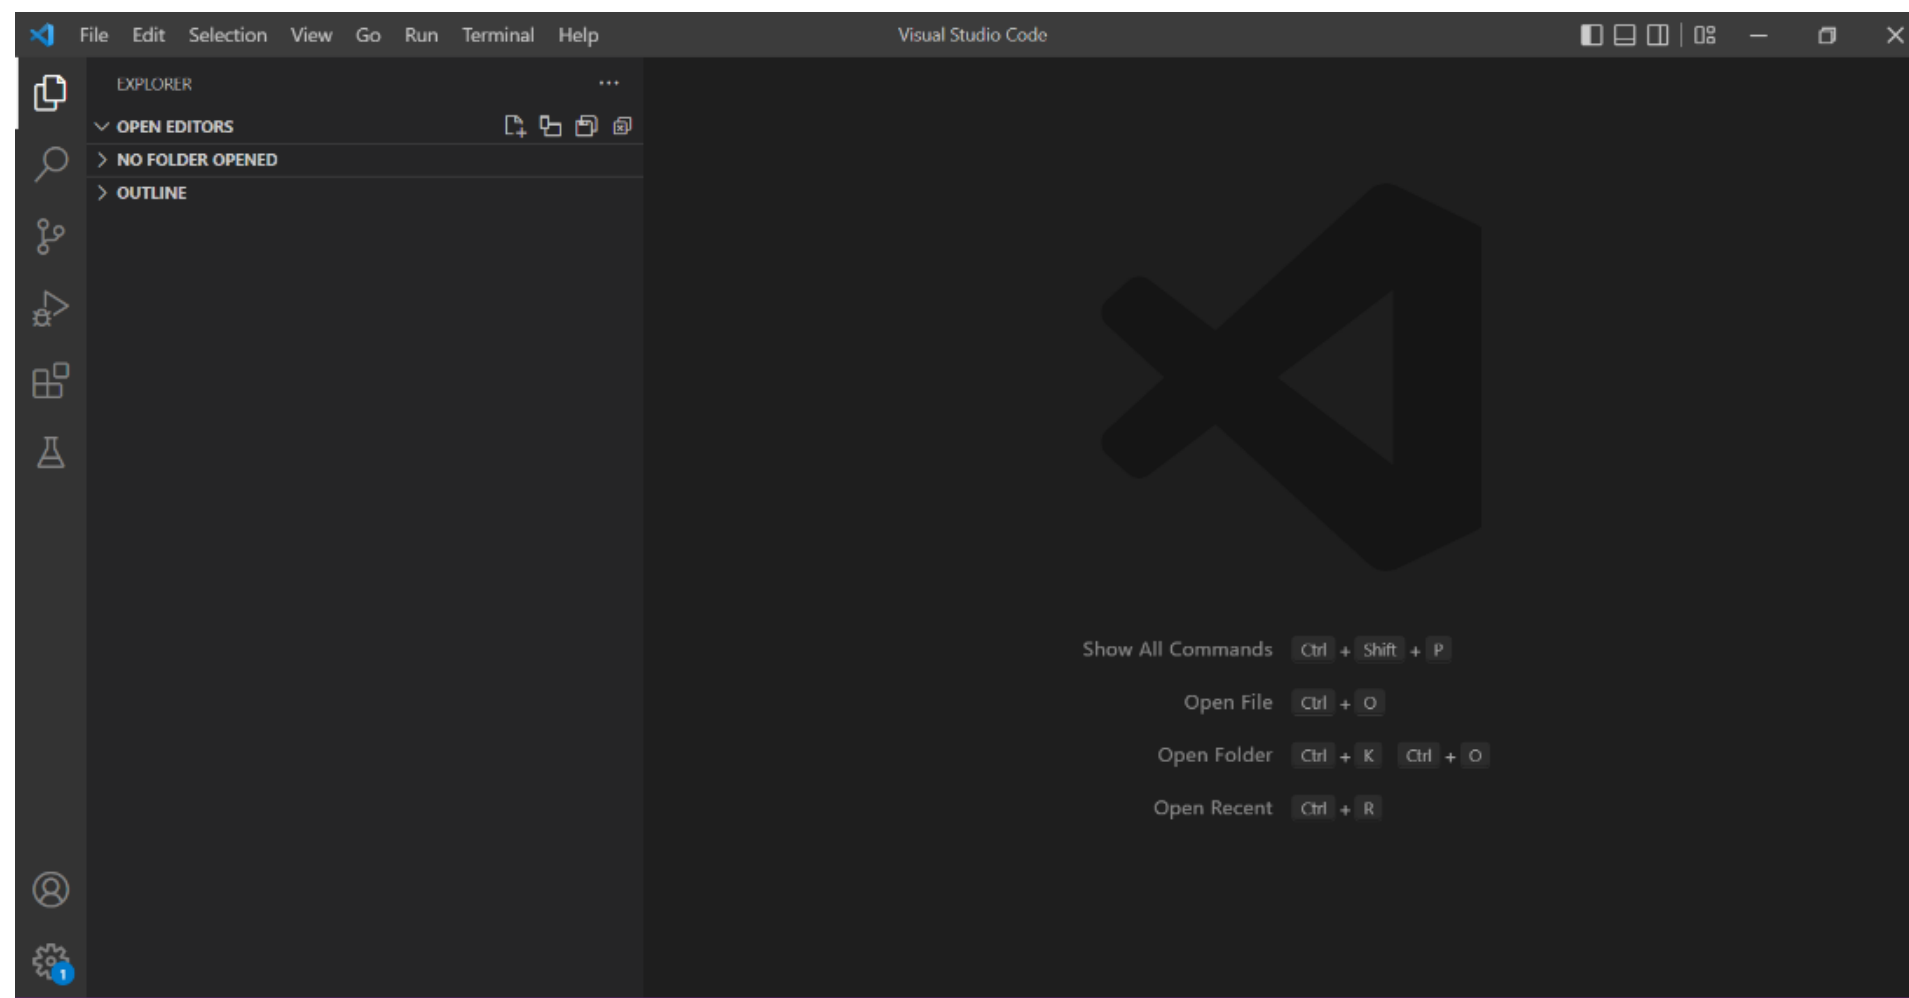 File Edit Selection View Go Run Terminal Help Visual Studio Code
EXPLORER
OPEN EDITORS
NO FOLDER OPENED
OUTLINE
Show All Commands Ctrl + Shift + P
Open File Ctrl + O
Open Folder Ctrl + K Ctrl + O
Open Recent Ctrl + R
1